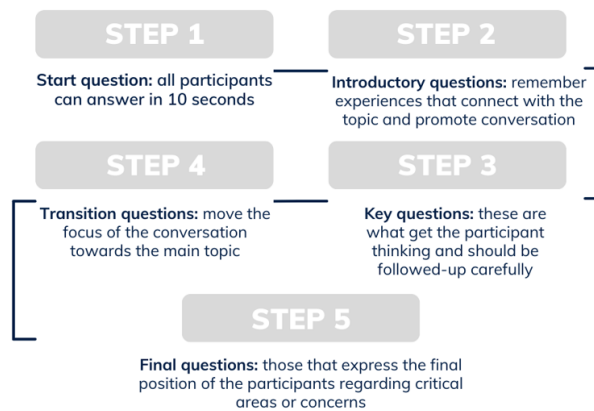 STEP 1
Start question: all participants
can answer in 10 seconds
STEP 2
Introductory questions: remember
experiences that connect with the
topic and promote conversation
STEP 4
Transition questions: move the
focus of the conversation
towards the main topic
STEP 3
Key questions: these are
what get the participant
thinking and should be
followed-up carefully
STEP 5
Final questions: those that express the final
position of the participants regarding critical
areas or concerns